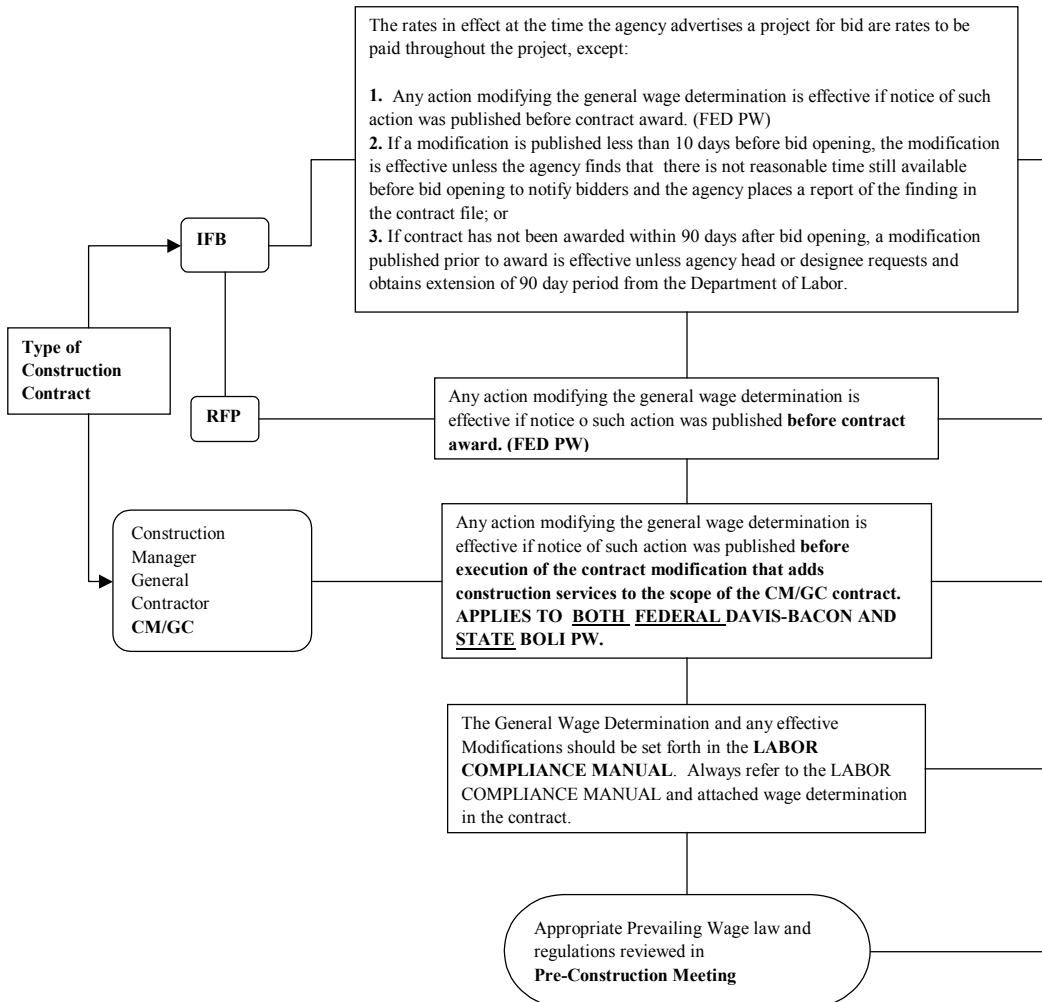 The rates in effect at the time the agency advertises a project for bid are rates to be
paid throughout the project, except:
1. Any action modifying the general wage determination is effective if notice of such
action was published before contract award. (FED PW)
2. If a modification is published less than 10 days before bid opening, the modification
is effective unless the agency finds that there is not reasonable time still available
before bid opening to notify bidders and the agency places a report of the finding in
the contract file; or
3. If contract has not been awarded within 90 days after bid opening, a modification
published prior to award is effective unless agency head or designee requests and
obtains extension of 90 day period from the Department of Labor.
IFB
Type of
Construction
Contract
RFP
Any action modifying the general wage determination is
effective if notice o such action was published before contract
award. (FED PW)
Construction
Manager
General
Contractor
CM/GC
Any action modifying the general wage determination is
effective if notice of such action was published before
execution of the contract modification that adds
construction services to the scope of the CM/GC contract.
APPLIES TO BOTH FEDERAL DAVIS-BACON AND
STATE BOLI PW.
The General Wage Determination and any effective
Modifications should be set forth in the LABOR
COMPLIANCE MANUAL. Always refer to the LABOR
COMPLIANCE MANUAL and attached wage determination
in the contract.
Appropriate Prevailing Wage law and
regulations reviewed in
Pre-Construction Meeting